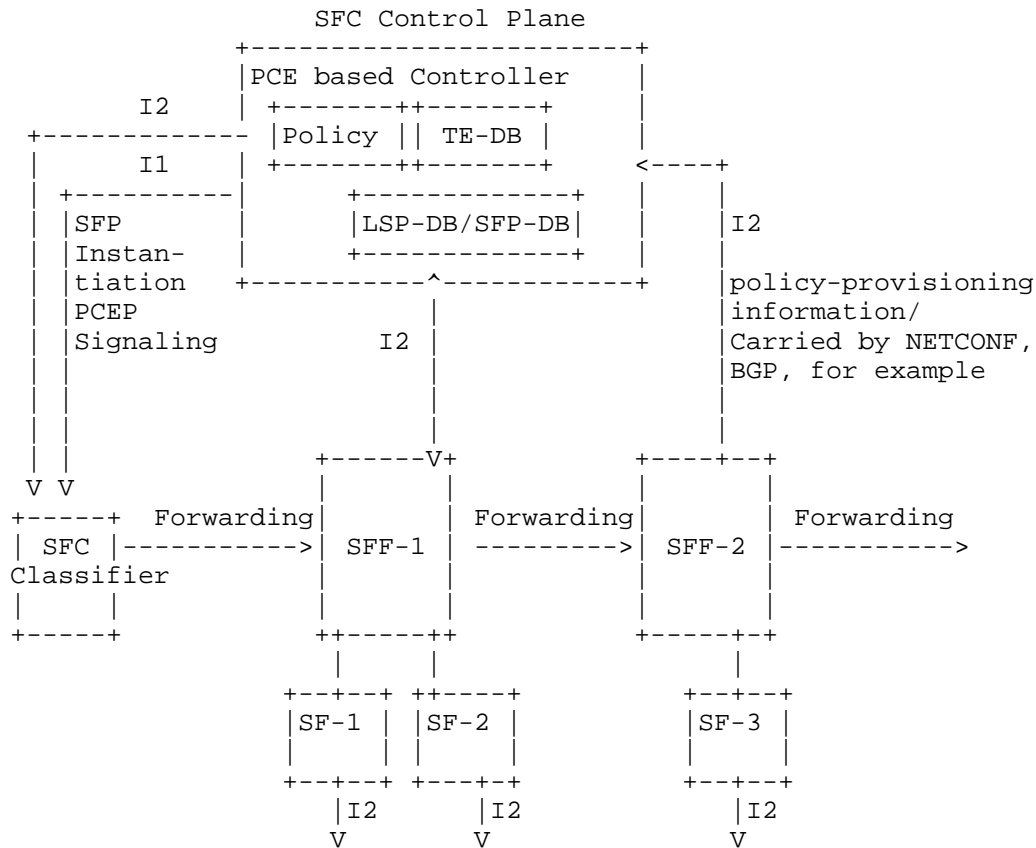 SFC Control Plane
PCE based Controller
I2
Policy TE-DB
I1
SFP LSP-DB/SFP-DB I2
Instan-
tiation policy-provisioning
PCEP information/
Signaling I2 Carried by NETCONF,
BGP, for example
V
V V
Forwarding Forwarding Forwarding
SFC SFF-1 SFF-2
Classifier
SF-1 SF-2 SF-3
I2 I2 I2
V V V